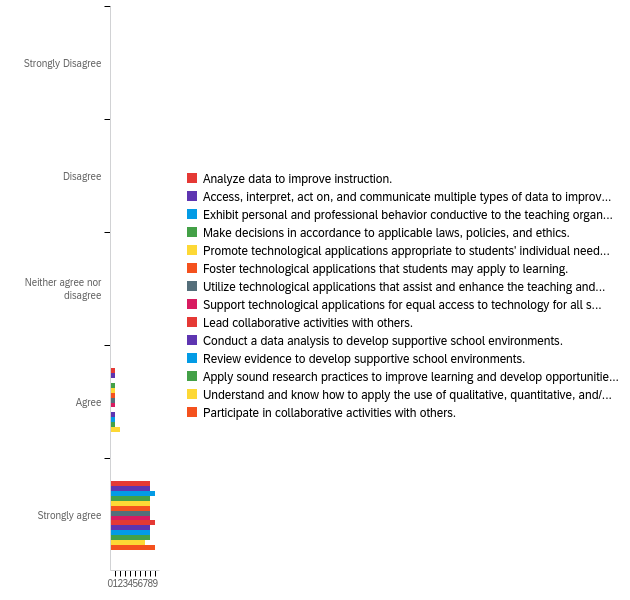 Strongly Disagree
Disagree
Neither agree nor
disagree
Agree
Strongly agree
0123456789
Analyze data to improve instruction.
Access, interpret, act on, and communicate multiple types of data to improv...
Exhibit personal and professional behavior conductive to the teaching organ...
Make decisions in accordance to applicable laws, policies, and ethics.
Promote technological applications appropriate to students' individual need...
Foster technological applications that students may apply to learning.
Utilize technological applications that assist and enhance the teaching and...
Support technological applications for equal access to technology for all s...
Lead collaborative activities with others.
Conduct a data analysis to develop supportive school environments.
Review evidence to develop supportive school environments.
Apply sound research practices to improve learning and develop opportunitie...
Understand and know how to apply the use of qualitative, quantitative, and/...
Participate in collaborative activities with others.